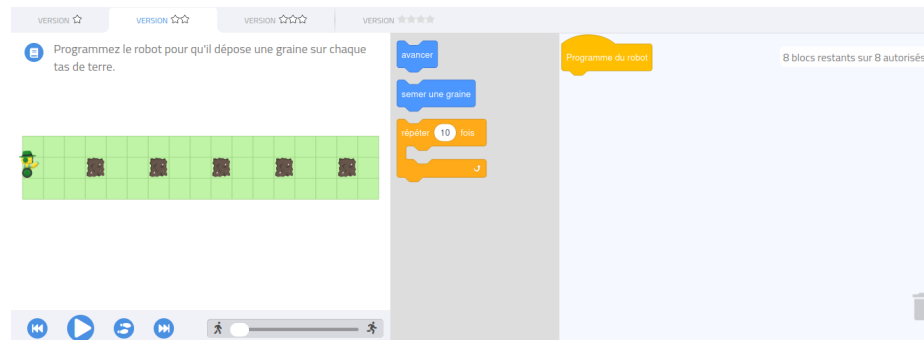 VERSION
VERSION
VERSION
VERSION
Programmez le robot pour qu'il dépose une graine sur chaque
tas de terre.
avancer
semer une graine
répéter 10 fois
Programme du robot
8 blocs restants sur 8 autorisés